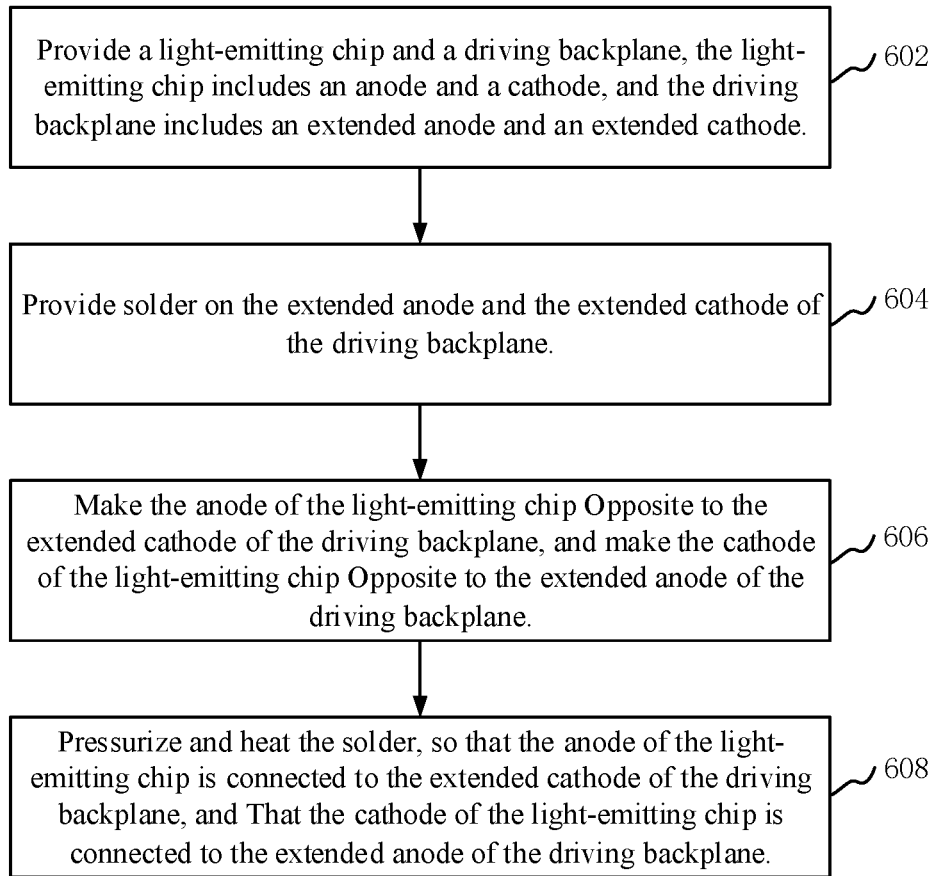 Provide a light-emitting chip and a driving backplane, the light-
emitting chip includes an anode and a cathode, and the driving
backplane includes an extended anode and an extended cathode.
602
Provide solder on the extended anode and the extended cathode of
the driving backplane.
604
Make the anode of the light-emitting chip Opposite to the
extended cathode of the driving backplane, and make the cathode
of the light-emitting chip Opposite to the extended anode of the
driving backplane.
606
Pressurize and heat the solder, so that the anode of the light-
emitting chip is connected to the extended cathode of the driving
backplane, and That the cathode of the light-emitting chip is
connected to the extended anode of the driving backplane.
608